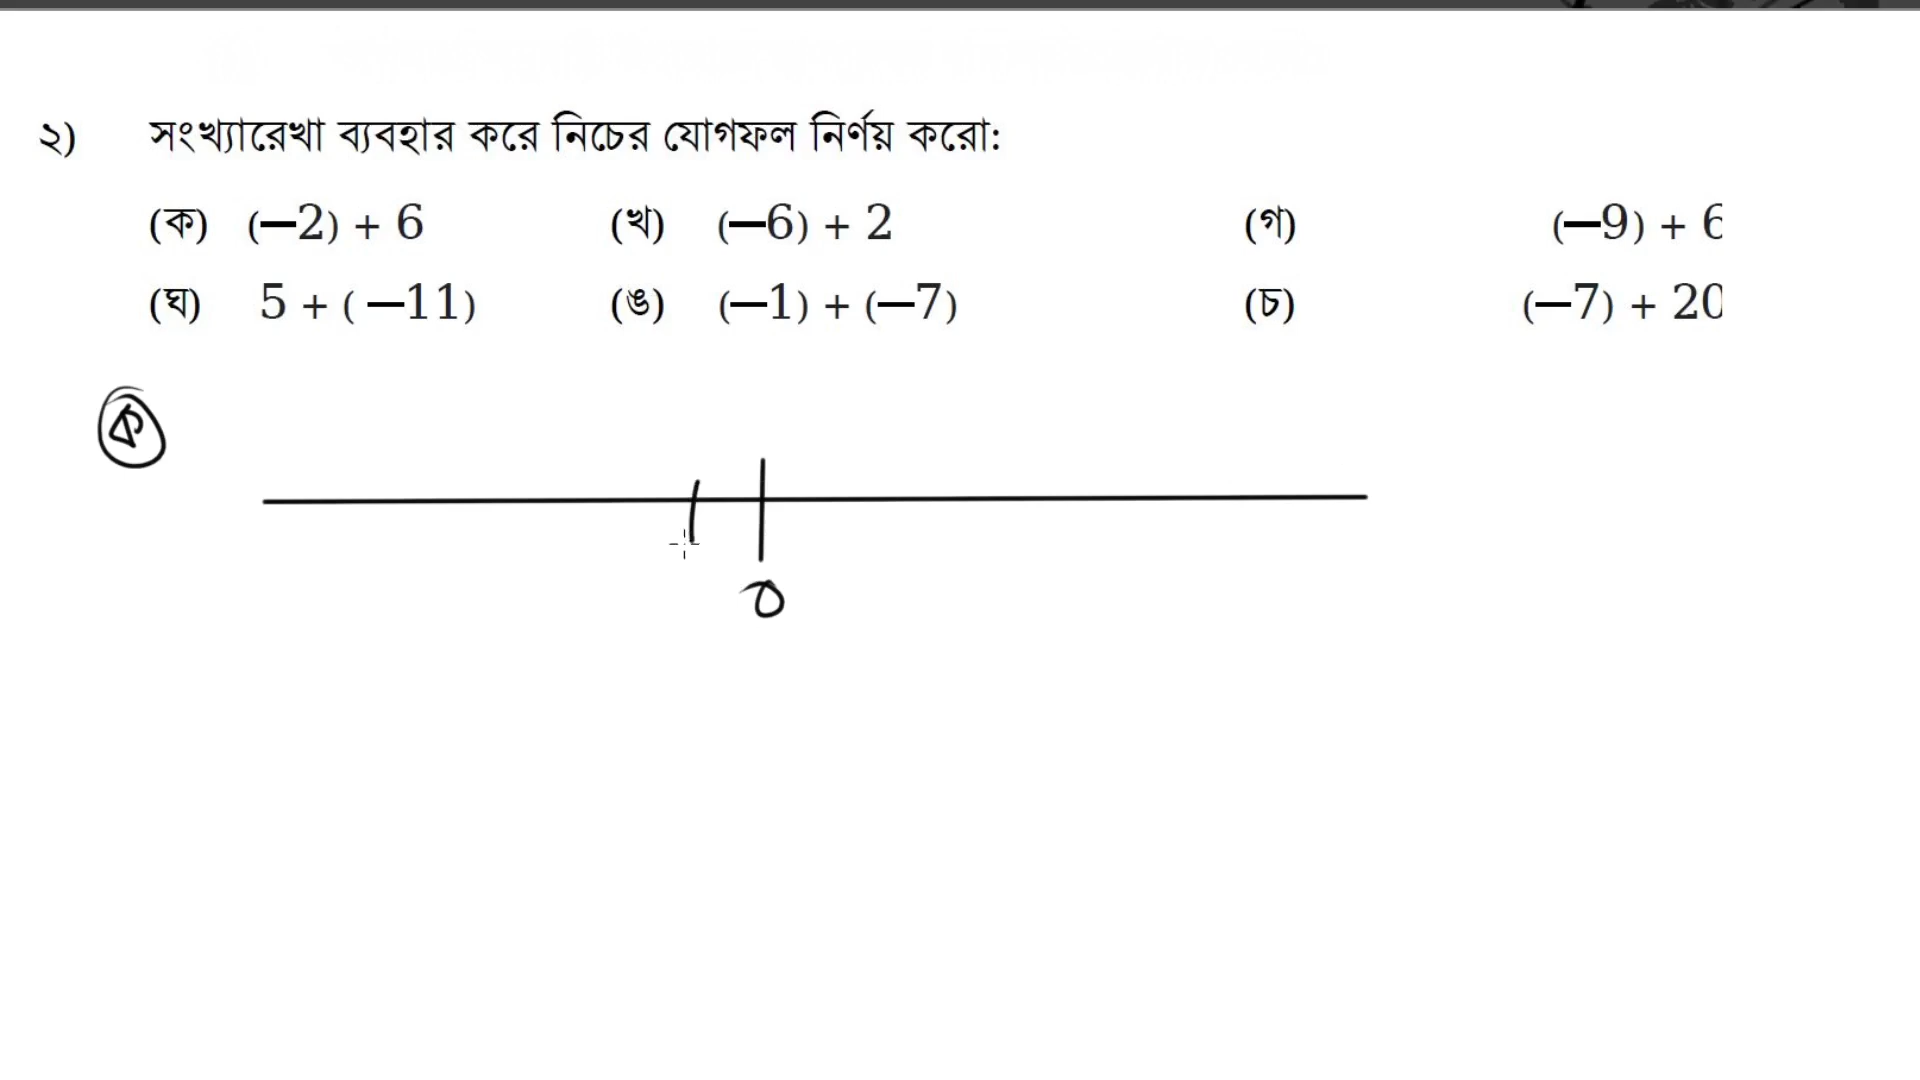 ২) সংখ্যারেখা ব্যবহার করে নিচের যোগফল নির্ণয় করো:
(ক) (—2) + 6 (খ) (—6) + 2 (গ) (—9) + 6
(ঘ) 5 + ( —11) (ঙ) (—1) + (—7) (চ) (—7) + 20
ক
0